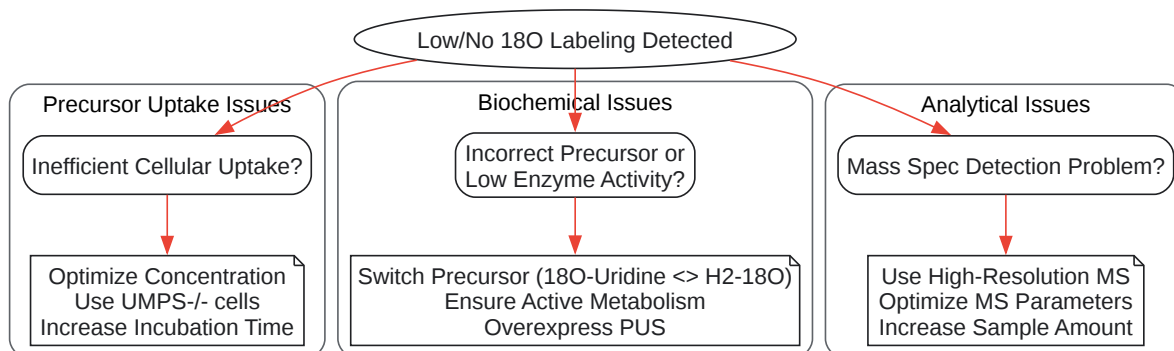 Low/No 18O Labeling Detected
Precursor Uptake Issues
Inefficient Cellular Uptake?
Optimize Concentration
Use UMPS-/- cells
Increase Incubation Time
Biochemical Issues
Incorrect Precursor or
Low Enzyme Activity?
Switch Precursor (18O-Uridine <> H2-18O)
Ensure Active Metabolism
Overexpress PUS
Analytical Issues
Mass Spec Detection Problem?
Use High-Resolution MS
Optimize MS Parameters
Increase Sample Amount